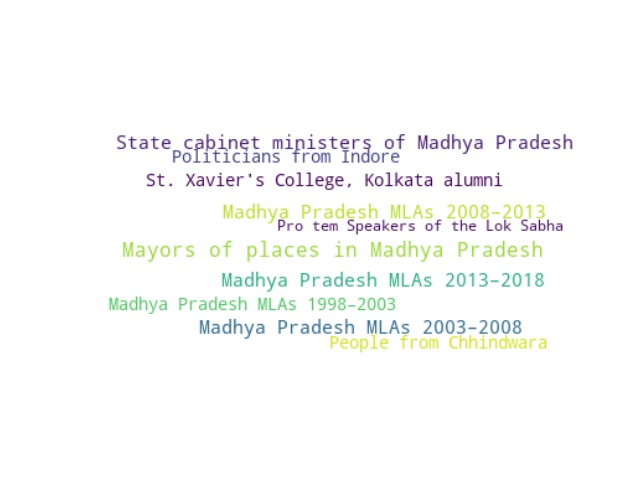 State cabinet ministers of Madhya Pradesh
Politicians from Indore
St. Xavier's College, Kolkata alumni
Madhya Pradesh MLAs 2008–2013
Pro tem Speakers of the Lok Sabha
Mayors of places in Madhya Pradesh
Madhya Pradesh MLAs 2013–2018
Madhya Pradesh MLAs 1998–2003
Madhya Pradesh MLAs 2003–2008
People from Chhindwara